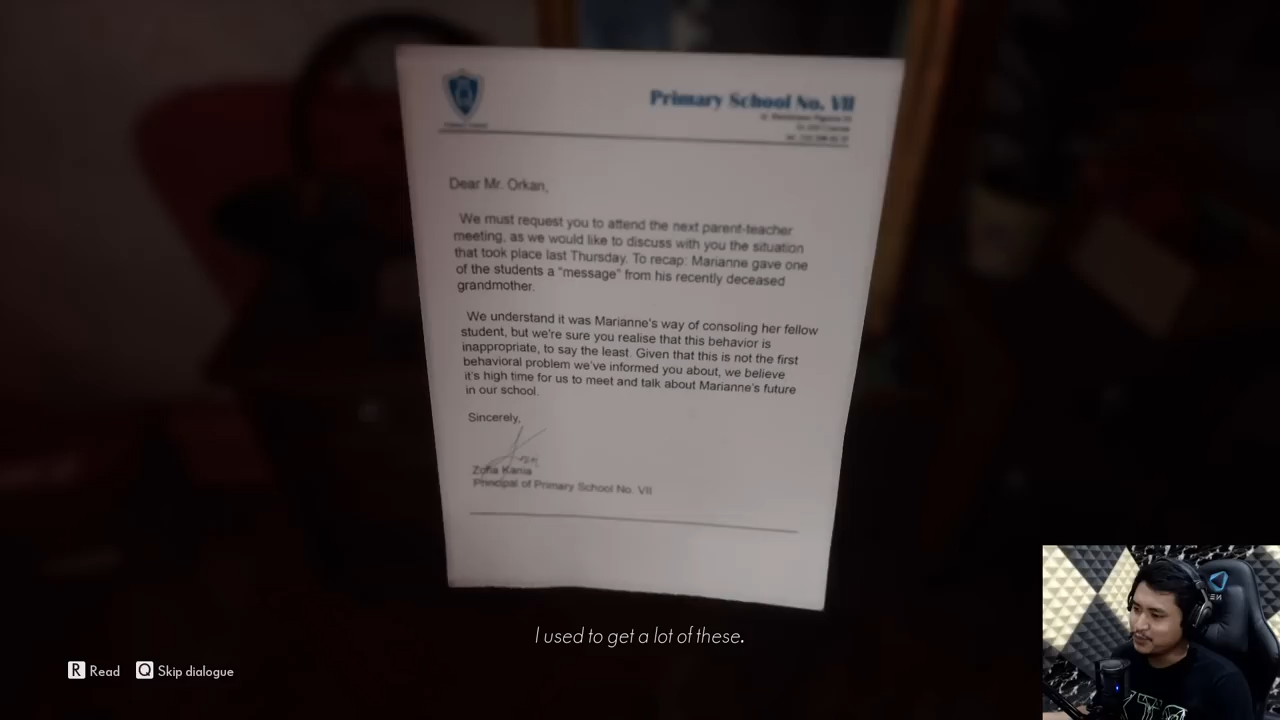 Primary School No. VII
Dear Mr. Orkan,
We must request you to attend the next parent-teacher
meeting, as we would like to discuss with you the situation
that took place last Thursday. To recap: Marianne gave one
of the students a "message" from his recently deceased
grandmother.
We understand it was Marianne's way of consoling her fellow
student, but we're sure you realise that this behavior is
inappropriate, to say the least. Given that this is not the first
behavioral problem we've informed you about, we believe
it's high time for us to meet and talk about Marianne's future
in our school.
Sincerely,
Zofia Kania
Principal of Primary School No. VII
I used to get a lot of these.
R Read Q Skip dialogue